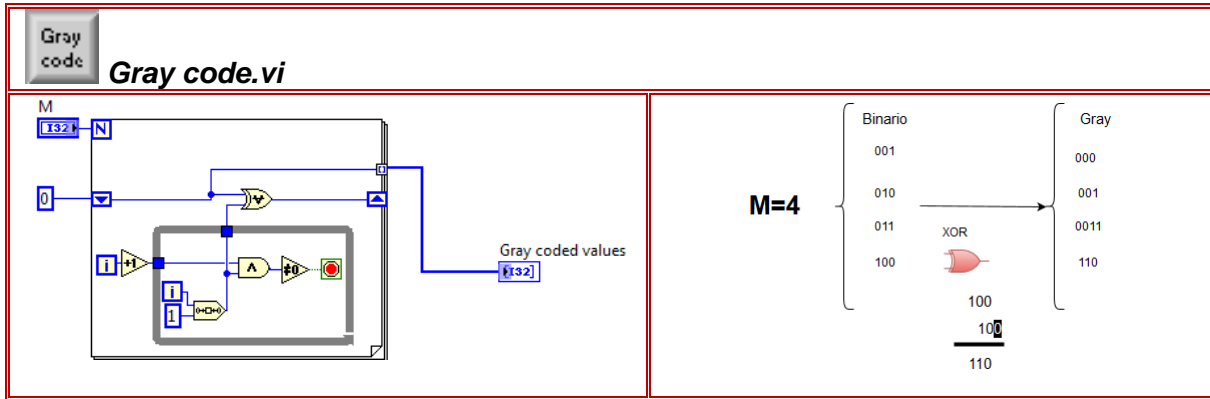 Gray
code
Gray code.vi
M
I32
N
0
i
+1
∧
≠0
i
1
Gray coded values
I32
M=4
Binario
001
010
011
100
XOR
100
100
110
Gray
000
001
0011
110